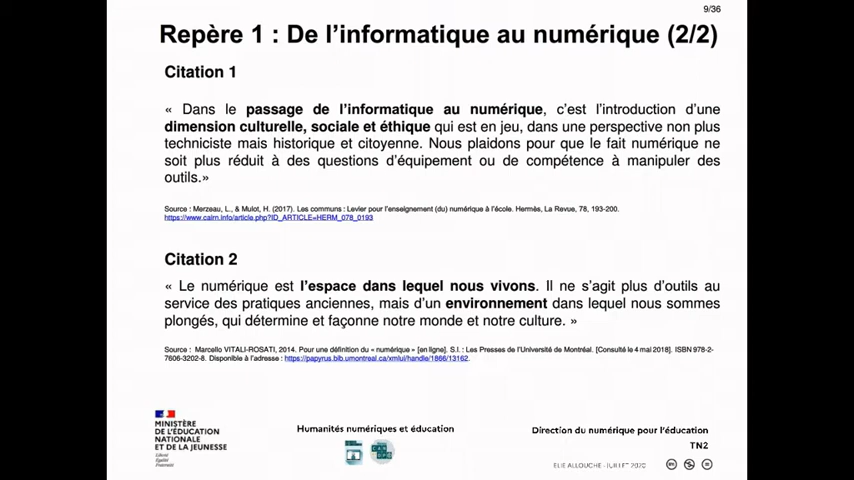 9/36
Repère 1 : De l’informatique au numérique (2/2)
Citation 1
« Dans le passage de l’informatique au numérique, c’est l’introduction d’une
dimension culturelle, sociale et éthique qui est en jeu, dans une perspective non plus
techniciste mais historique et citoyenne. Nous plaidons pour que le fait numérique ne
soit plus réduit à des questions d’équipement ou de compétence à manipuler des
outils.»
Source : Merzeau, L., & Mulot, H. (2017). Les communs : Levier pour l’enseignement (du) numérique à l’école. Hermès, La Revue, 78, 193-200.
https://www.cairn.info/article.php?ID_ARTICLE=HERM_078_0193
Citation 2
« Le numérique est l’espace dans lequel nous vivons. Il ne s’agit plus d’outils au
service des pratiques anciennes, mais d’un environnement dans lequel nous sommes
plongés, qui détermine et façonne notre monde et notre culture. »
Source : Marcello VITALI-ROSATI, 2014. Pour une définition du « numérique » [en ligne]. S.l. : Les Presses de l’Université de Montréal. [Consulté le 4 mai 2018]. ISBN 978-2-
7606-3202-8. Disponible à l’adresse : https://papyrus.bib.umontreal.ca/xmlui/handle/1866/13162.
MINISTÈRE
DE L’ÉDUCATION
NATIONALE
ET DE LA JEUNESSE
Liberté
Égalité
Fraternité
Humanités numériques et éducation
Direction du numérique pour l’éducation
TN2
ELIE ALLOUCHE - JUILLET 2020